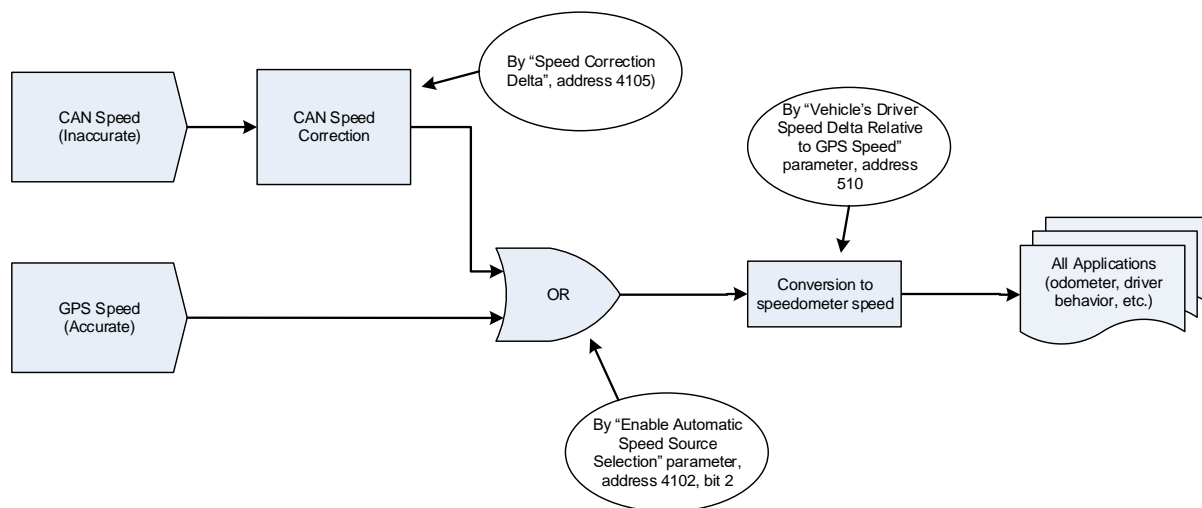 By “Speed Correction
Delta”, address 4105)
CAN Speed
(Inaccurate)
CAN Speed
Correction
By “Vehicle’s Driver
Speed Delta Relative
to GPS Speed”
parameter, address
510
GPS Speed
(Accurate)
OR
Conversion to
speedometer speed
All Applications
(odometer, driver
behavior, etc.)
By “Enable Automatic
Speed Source
Selection” parameter,
address 4102, bit 2